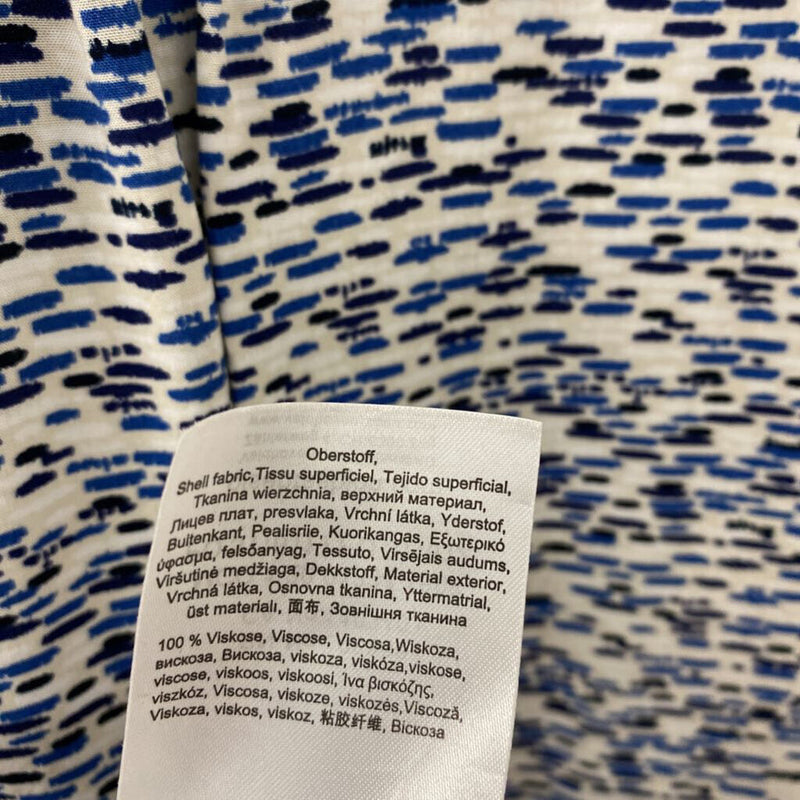 Oberstoff,
Shell fabric,Tissu superficiel, Tejido superficial,
Tkanina wierzchnia, верхний материал,
Лицев плат, presvlaka, Vrchní látka, Yderstof,
Buitenkant, Pealisriie, Kuorikangas, Εξωτερικό
ύφασμα, felsőanyag, Tessuto, Virsējais audums,
Viršutinė medžiaga, Dekkstoff, Material exterior,
Vrchná látka, Osnovna tkanina, Yttermatrial,
üst materialı, 面布, Зовнішня тканина
100 % Viskose, Viscose, Viscosa,Wiskoza,
вискоза, Вискоза, viskoza, viskóza,viskose,
viscose, viskoos, viskoosi, Ίνα βισκόζης,
viszkóz, Viscosa, viskoze, viskozės,Viscoză,
Viskoza, viskos, viskoz, 粘胶纤维, Віскоза